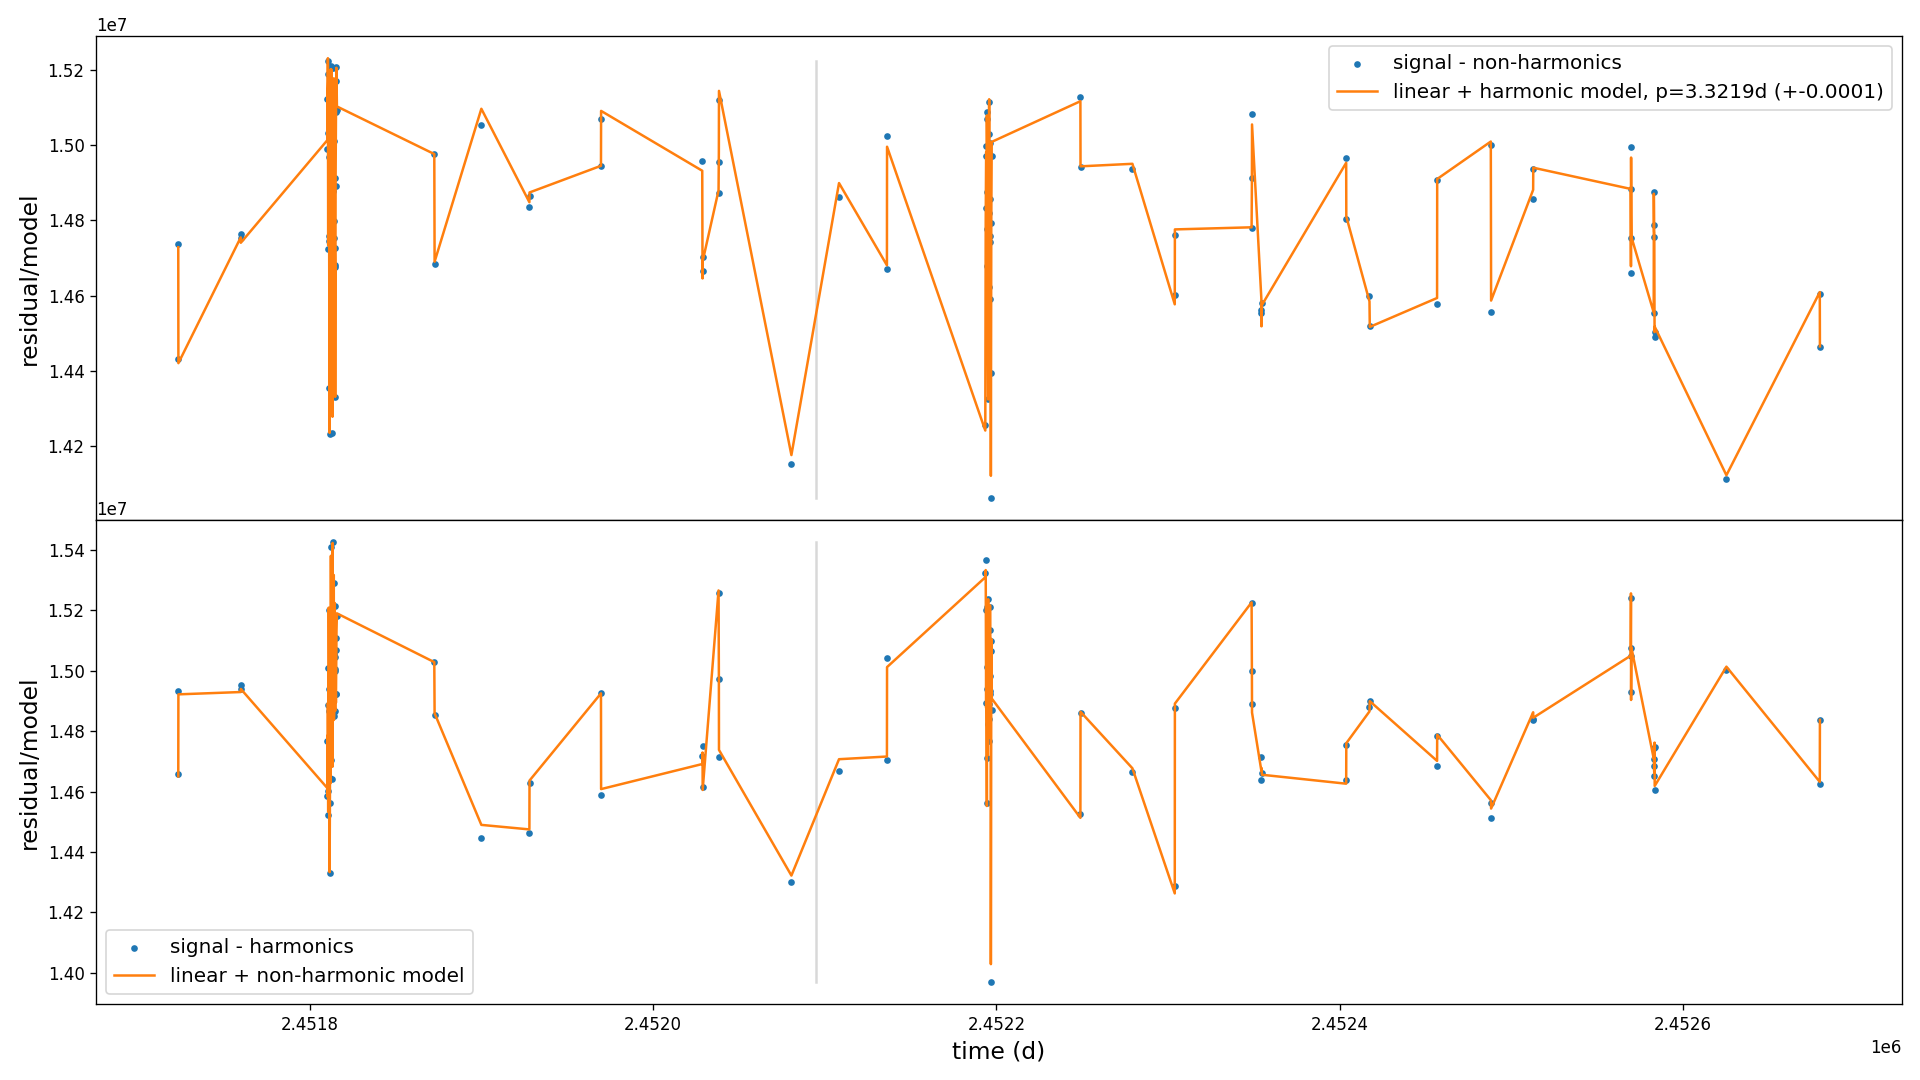 1e7
1.52
1.50
1.48
1.46
1.44
1.42
residual/model
signal - non-harmonics
linear + harmonic model, p=3.3219d (+-0.0001)
1e7
1.54
1.52
1.50
1.48
1.46
1.44
1.42
1.40
residual/model
signal - harmonics
linear + non-harmonic model
2.4518
2.4520
2.4522
2.4524
2.4526
time (d)
1e6